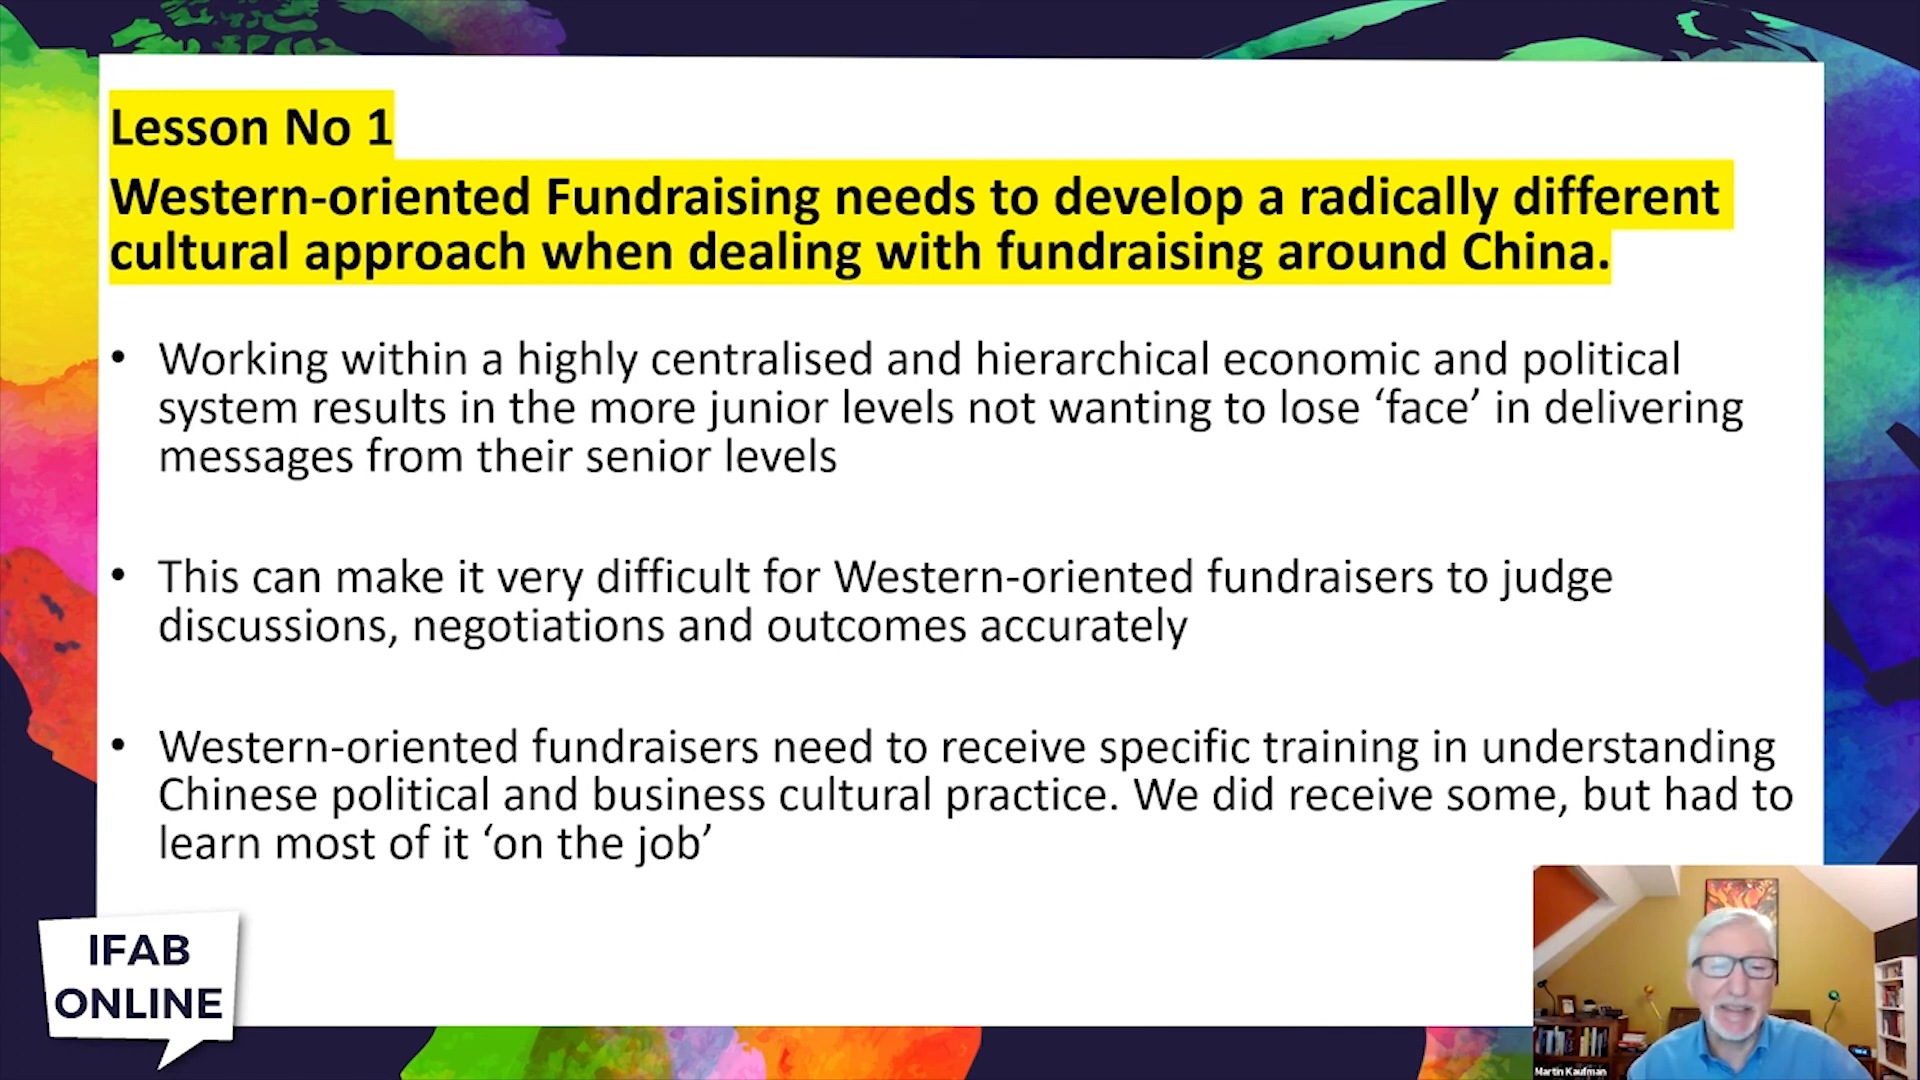 Lesson No 1
Western-oriented Fundraising needs to develop a radically different
cultural approach when dealing with fundraising around China.
• Working within a highly centralised and hierarchical economic and political
system results in the more junior levels not wanting to lose ‘face’ in delivering
messages from their senior levels
• This can make it very difficult for Western-oriented fundraisers to judge
discussions, negotiations and outcomes accurately
• Western-oriented fundraisers need to receive specific training in understanding
Chinese political and business cultural practice. We did receive some, but had to
learn most of it ‘on the job’
IFAB
ONLINE
Martin Kaufman